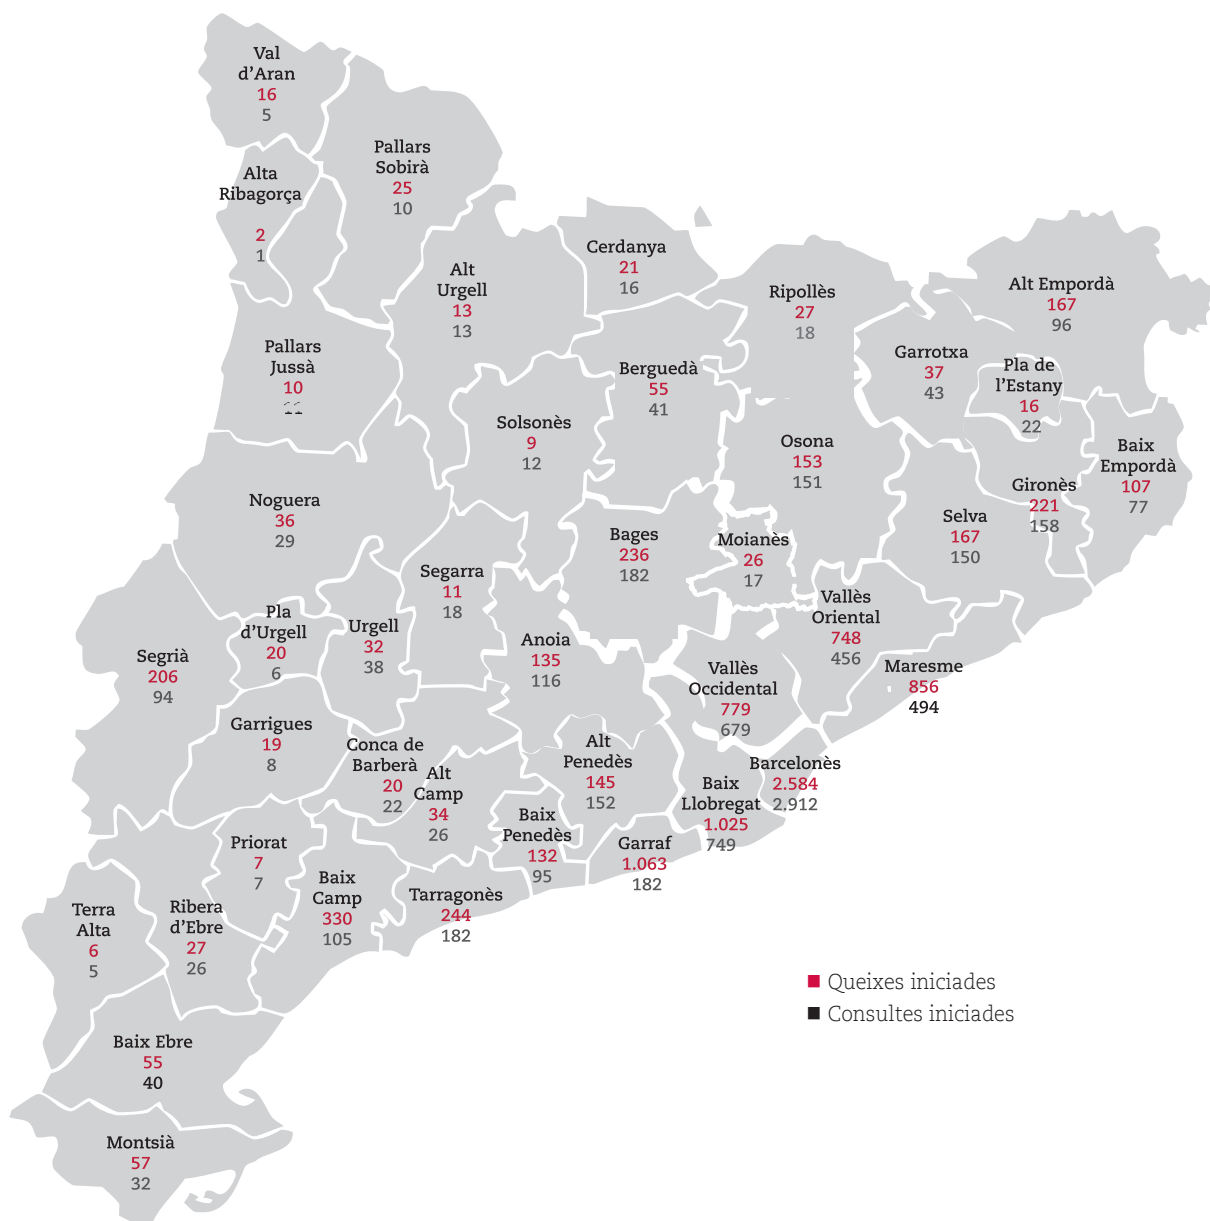 Val
d'Aran
16
5
Pallars
Sobirà
25
10
Alta
Ribagorça
2
1
Cerdanya
21
16
Alt
Urgell
13
13
Ripollès
27
18
Alt Empordà
167
96
Pallars
Jussà
10
Garrotxa
37
43
Pla de
l'Estany
16
22
Berguedà
55
41
Solsonès
9
12
Osona
153
151
Baix
Empordà
107
77
Gironès
221
158
Noguera
36
29
Selva
167
150
Bages
236
182
Moianès
26
17
Segarra
11
18
Vallès
Oriental
748
456
Pla
d'Urgell
20
6
Urgell
32
38
Anoia
135
116
Segrià
206
94
Vallès
Occidental
779
679
Maresme
856
494
Garrigues
19
8
Conca de
Barberà
20
22
Alt
Camp
34
26
Alt
Penedès
145
152
Barcelonès
2.584
2.912
Baix
Llobregat
1.025
749
Baix
Penedès
132
95
Garraf
1.063
182
Priorat
7
7
Baix
Camp
330
105
Tarragonès
244
182
Terra
Alta
6
5
Ribera
d'Ebre
27
26
Queixes iniciades
Consultes iniciades
Baix Ebre
55
40
Montsià
57
32